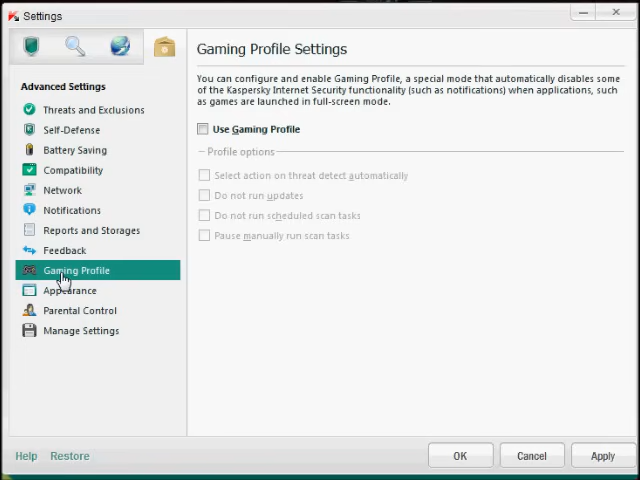 Settings
Advanced Settings
Threats and Exclusions
Self-Defense
Battery Saving
Compatibility
Network
Notifications
Reports and Storages
Feedback
Gaming Profile
Appearance
Parental Control
Manage Settings
Gaming Profile Settings
You can configure and enable Gaming Profile, a special mode that automatically disables some
of the Kaspersky Internet Security functionality (such as notifications) when applications, such
as games are launched in full-screen mode.
Use Gaming Profile
Profile options
Select action on threat detect automatically
Do not run updates
Do not run scheduled scan tasks
Pause manually run scan tasks
Help
Restore
OK
Cancel
Apply